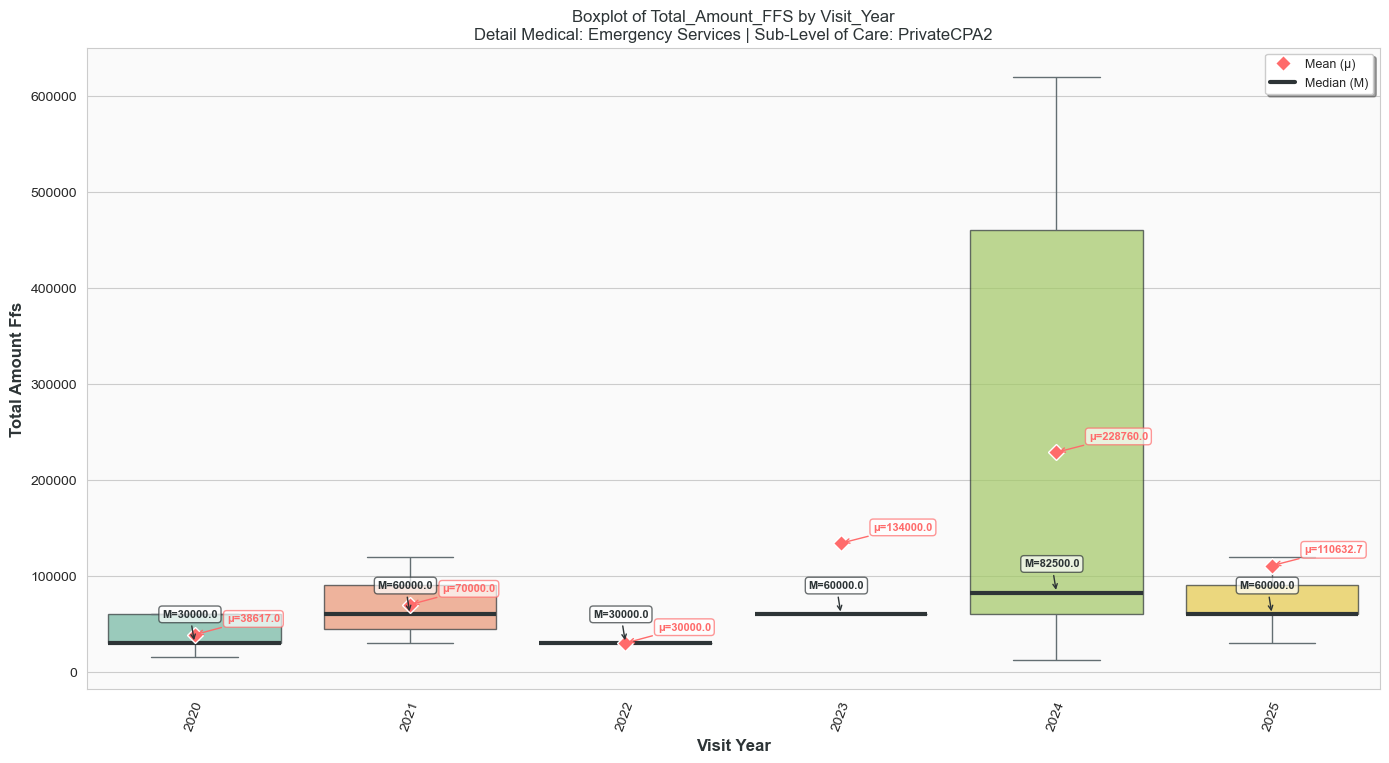 Boxplot of Total_Amount_FFS by Visit_Year
Detail Medical: Emergency Services | Sub-Level of Care: PrivateCPA2
Mean (μ)
Median (M)
Total Amount Ffs
600000
500000
400000
300000
200000
100000
0
M=30000.0
μ=38617.0
M=60000.0
μ=70000.0
M=30000.0
μ=30000.0
M=60000.0
μ=134000.0
M=82500.0
μ=228760.0
M=60000.0
μ=110632.7
2020
2021
2022
2023
2024
2025
Visit Year